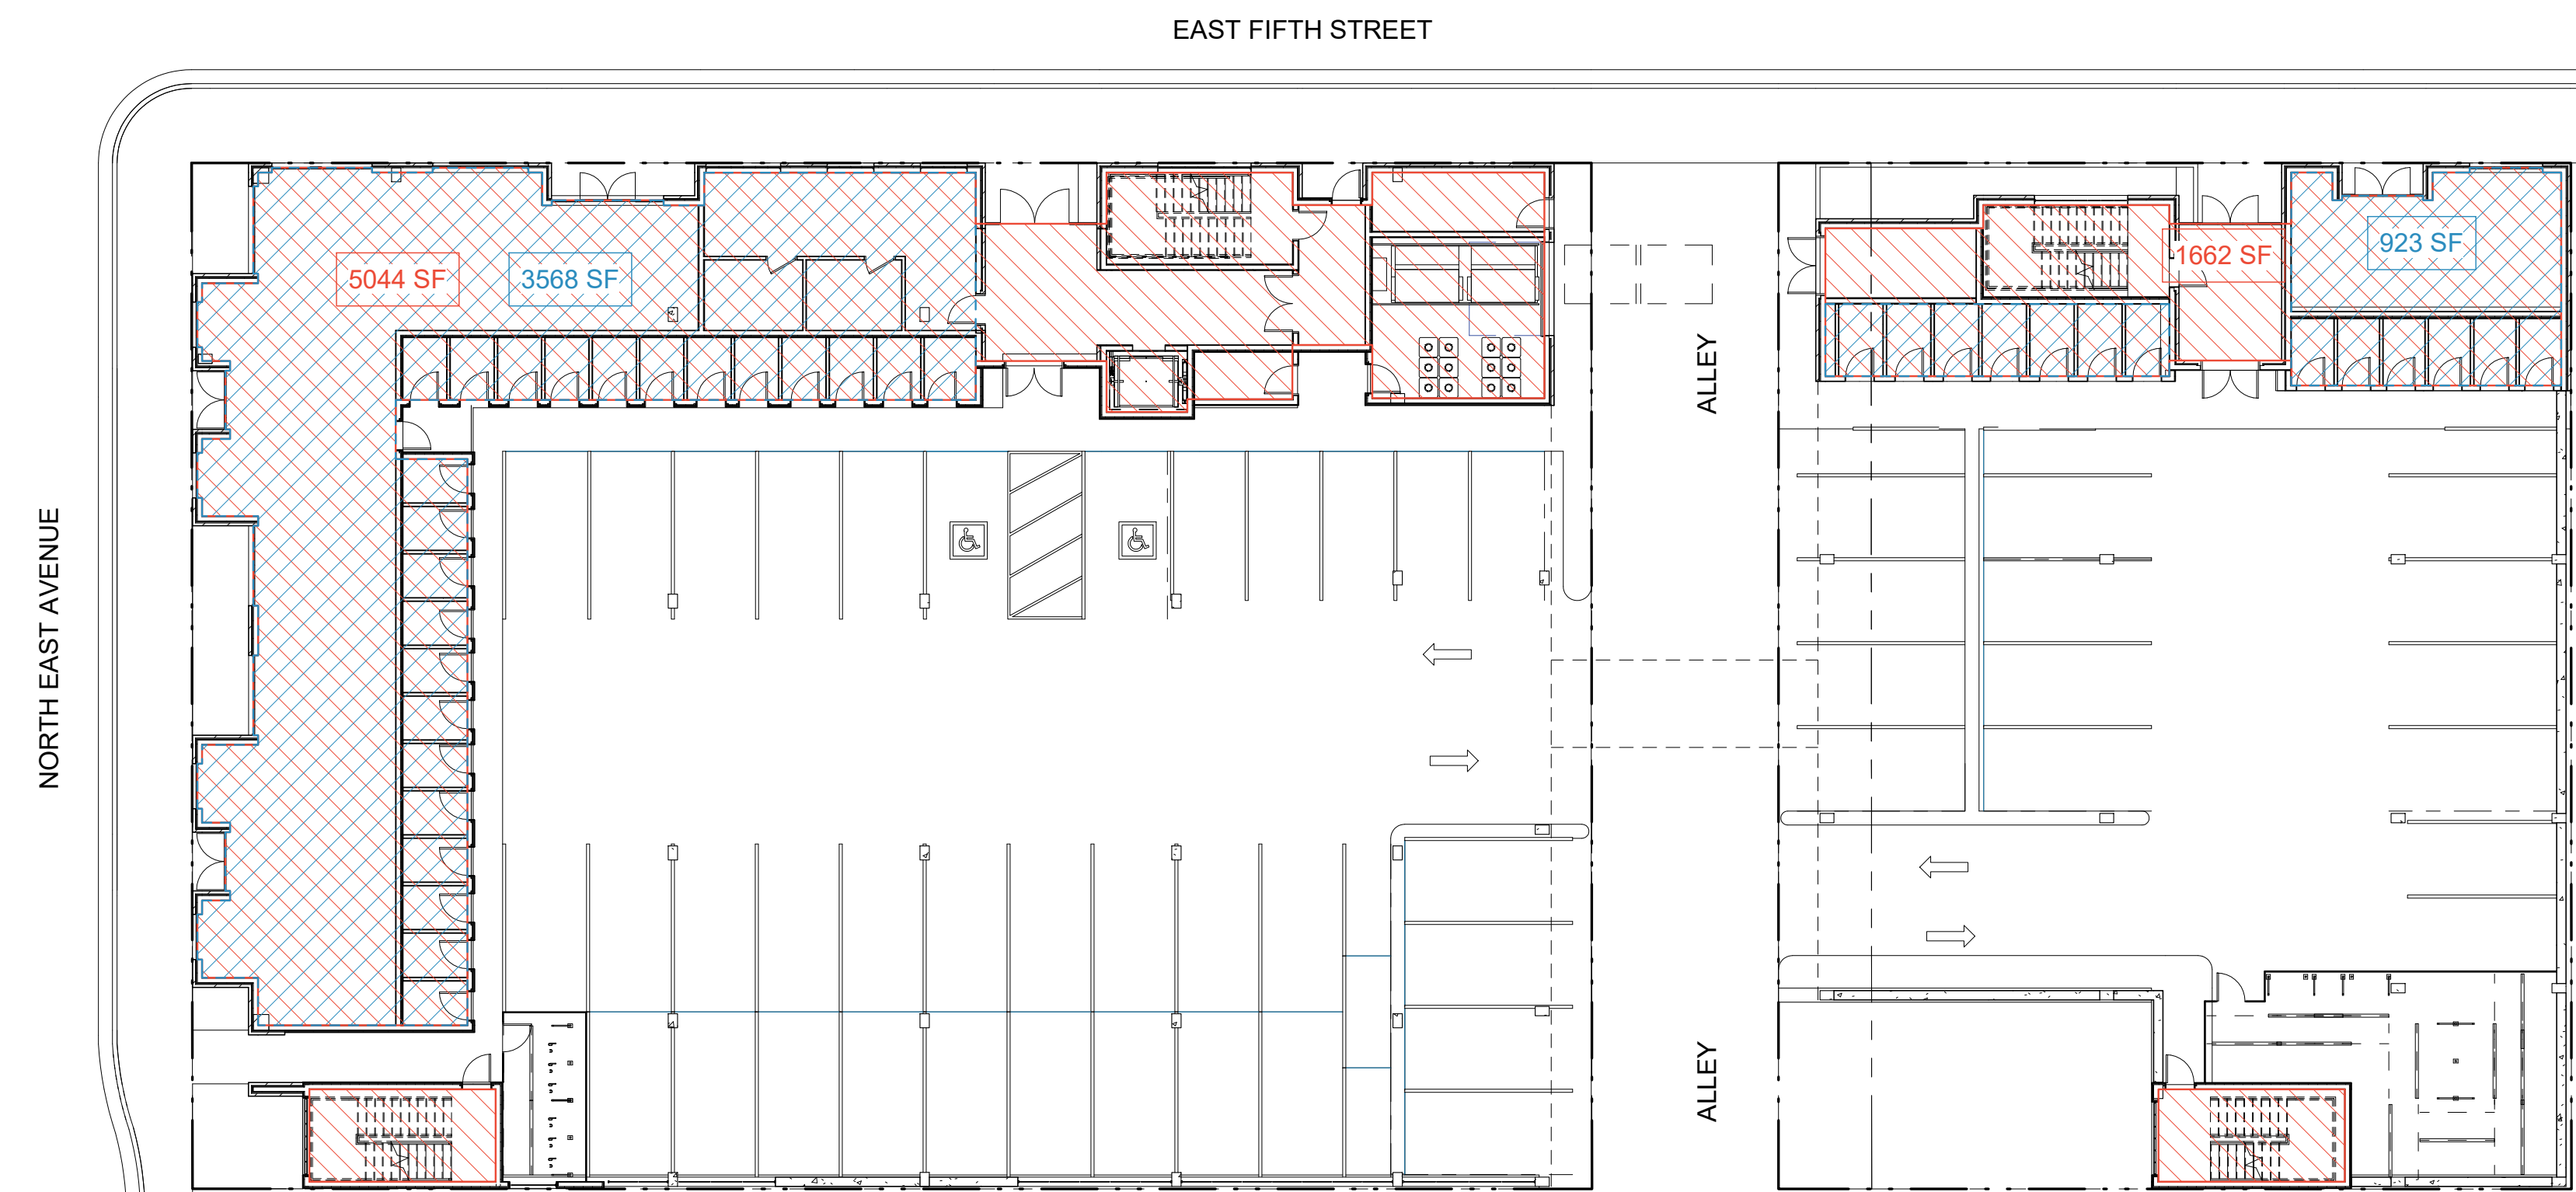 EAST FIFTH STREET
5044 SF
3568 SF
1662 SF
923 SF
ALLEY
NORTH EAST AVENUE
ALLEY